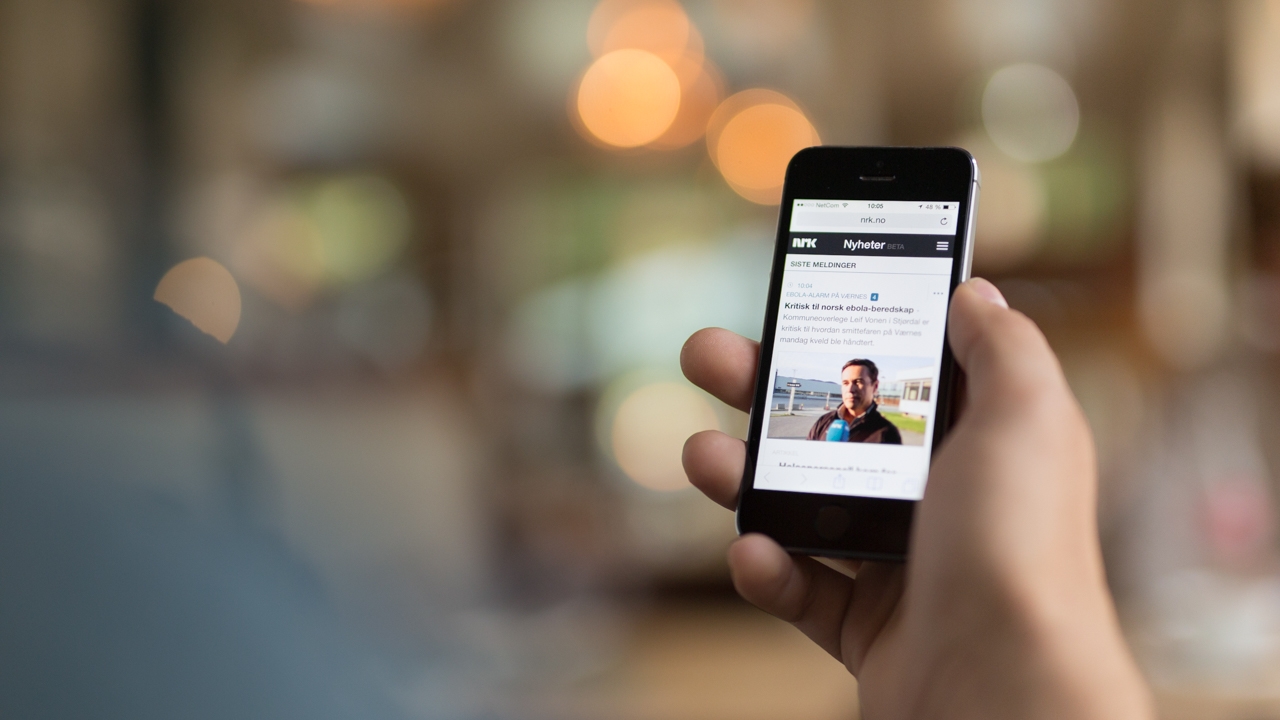 NetCom 10:05 48 %
nrk.no
NRK Nyheter BETA
SISTE MELDINGER
10:04
EBOLA-ALARM PÅ VÆRNES 4
Kritisk til norsk ebola-beredskap -
Kommuneoverlege Leif Vonen i Stjørdal er
kritisk til hvordan smittefaren på Værnes
mandag kveld ble håndtert.